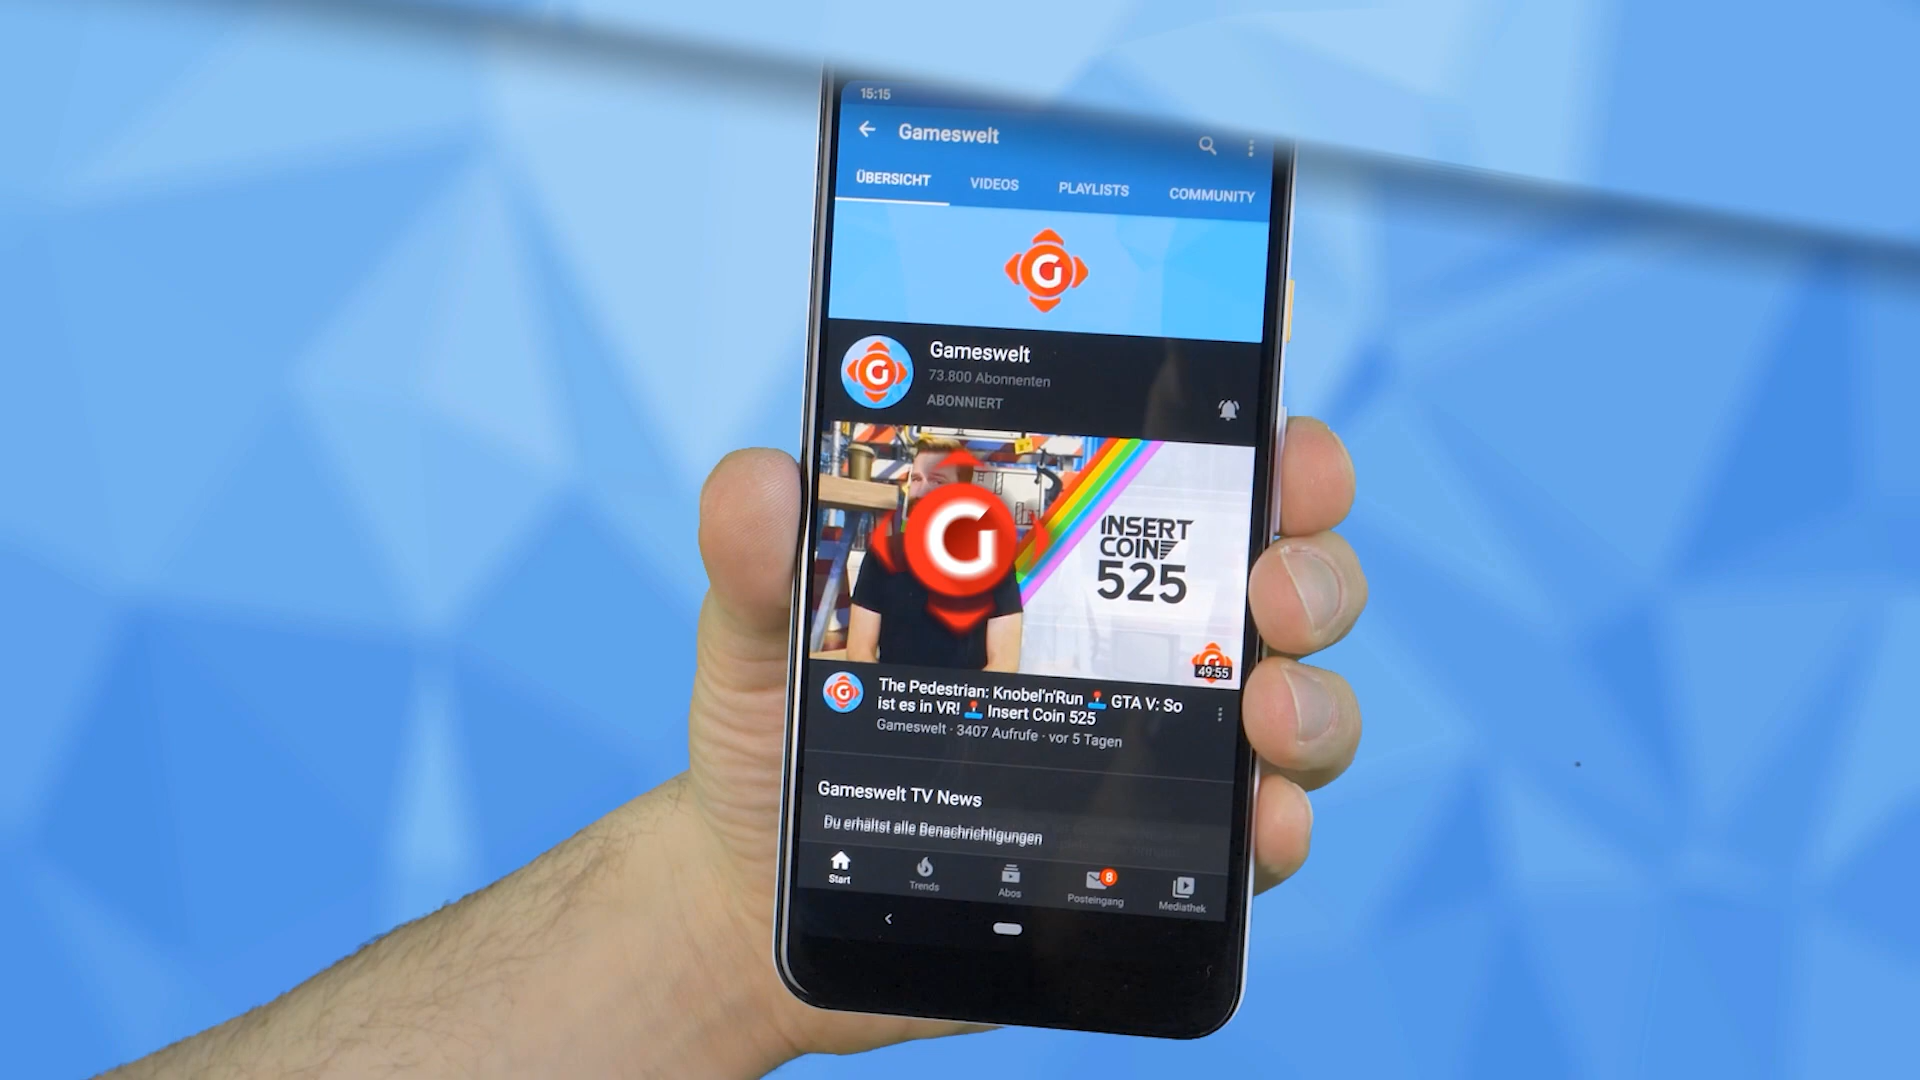 15:15
Gameswelt
ÜBERSICHT VIDEOS PLAYLISTS COMMUNITY
G
Gameswelt
73.800 Abonnenten
ABONNIERT
G
INSERT
COIN
525
49:55
The Pedestrian: Knobel'n'Run GTA V: So
ist es in VR! Insert Coin 525
Gameswelt · 3407 Aufrufe · vor 5 Tagen
Gameswelt TV News
Du erhältst alle Benachrichtigungen
8
Start Trends Abos Posteingang Mediathek